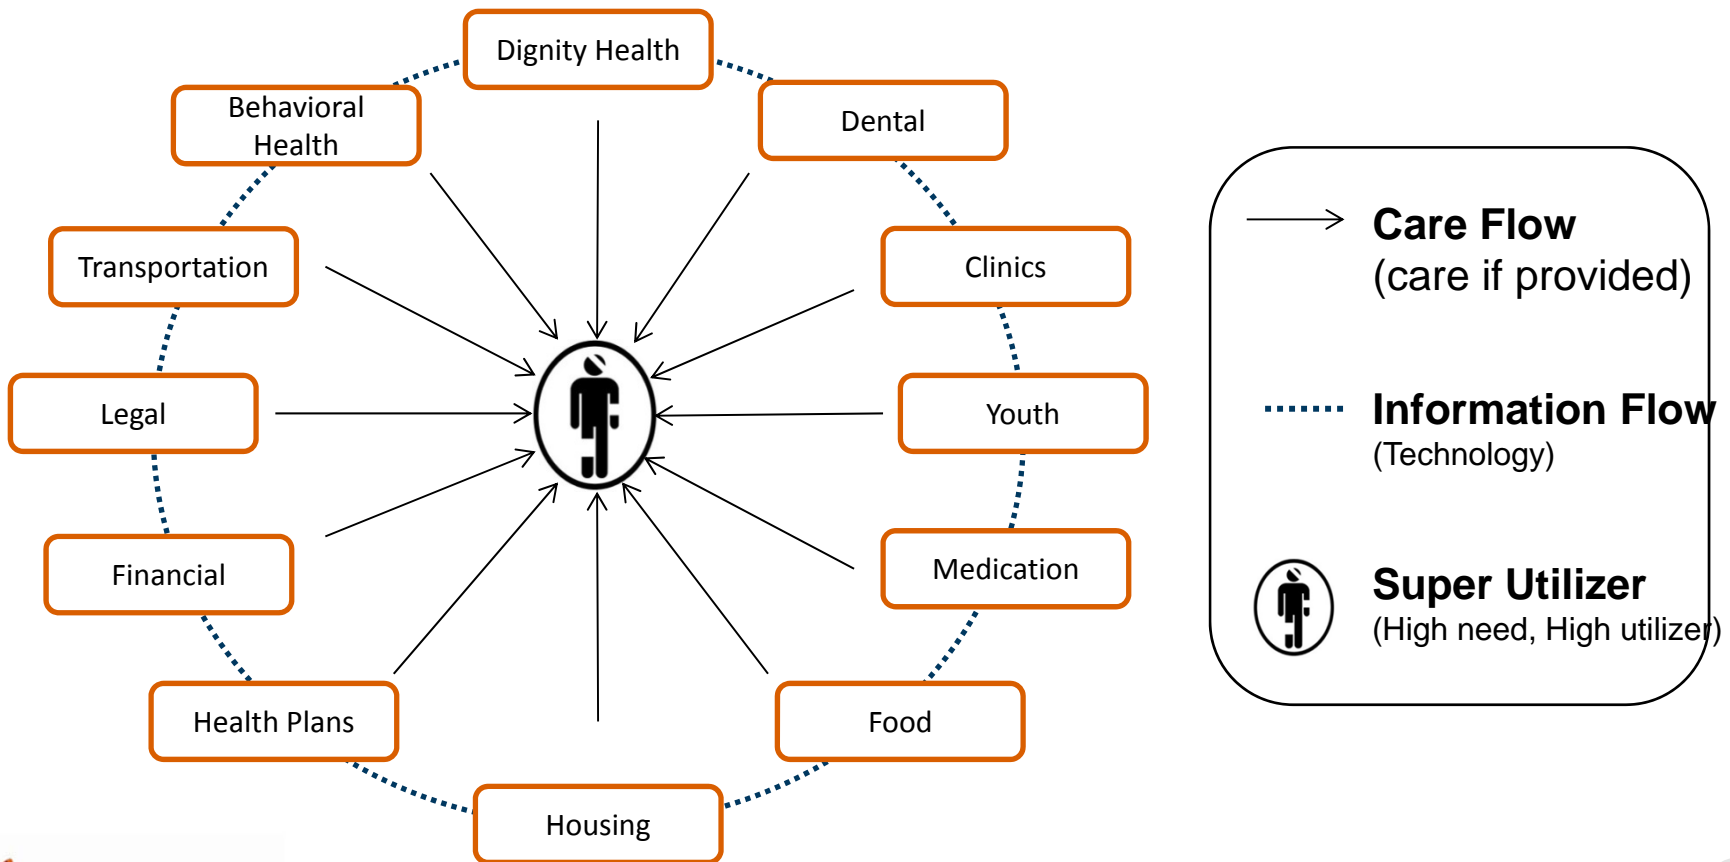 Dignity Health
Behavioral
Health
Dental
Transportation
Clinics
Legal
Youth
Financial
Medication
Health Plans
Food
Housing
Care Flow
(care if provided)
Information Flow
(Technology)
Super Utilizer
(High need, High utilizer)